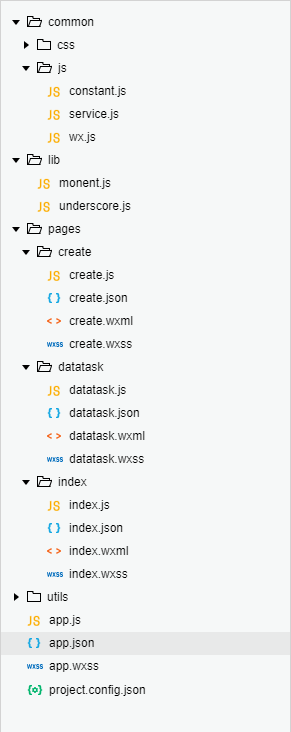 common
css
js
JS constant.js
JS service.js
JS wx.js
lib
JS monent.js
JS underscore.js
pages
create
JS create.js
{ } create.json
< > create.wxml
wxss create.wxss
datatask
JS datatask.js
{ } datatask.json
< > datatask.wxml
wxss datatask.wxss
index
JS index.js
{ } index.json
< > index.wxml
wxss index.wxss
utils
JS app.js
{ } app.json
wxss app.wxss
{o} project.config.json